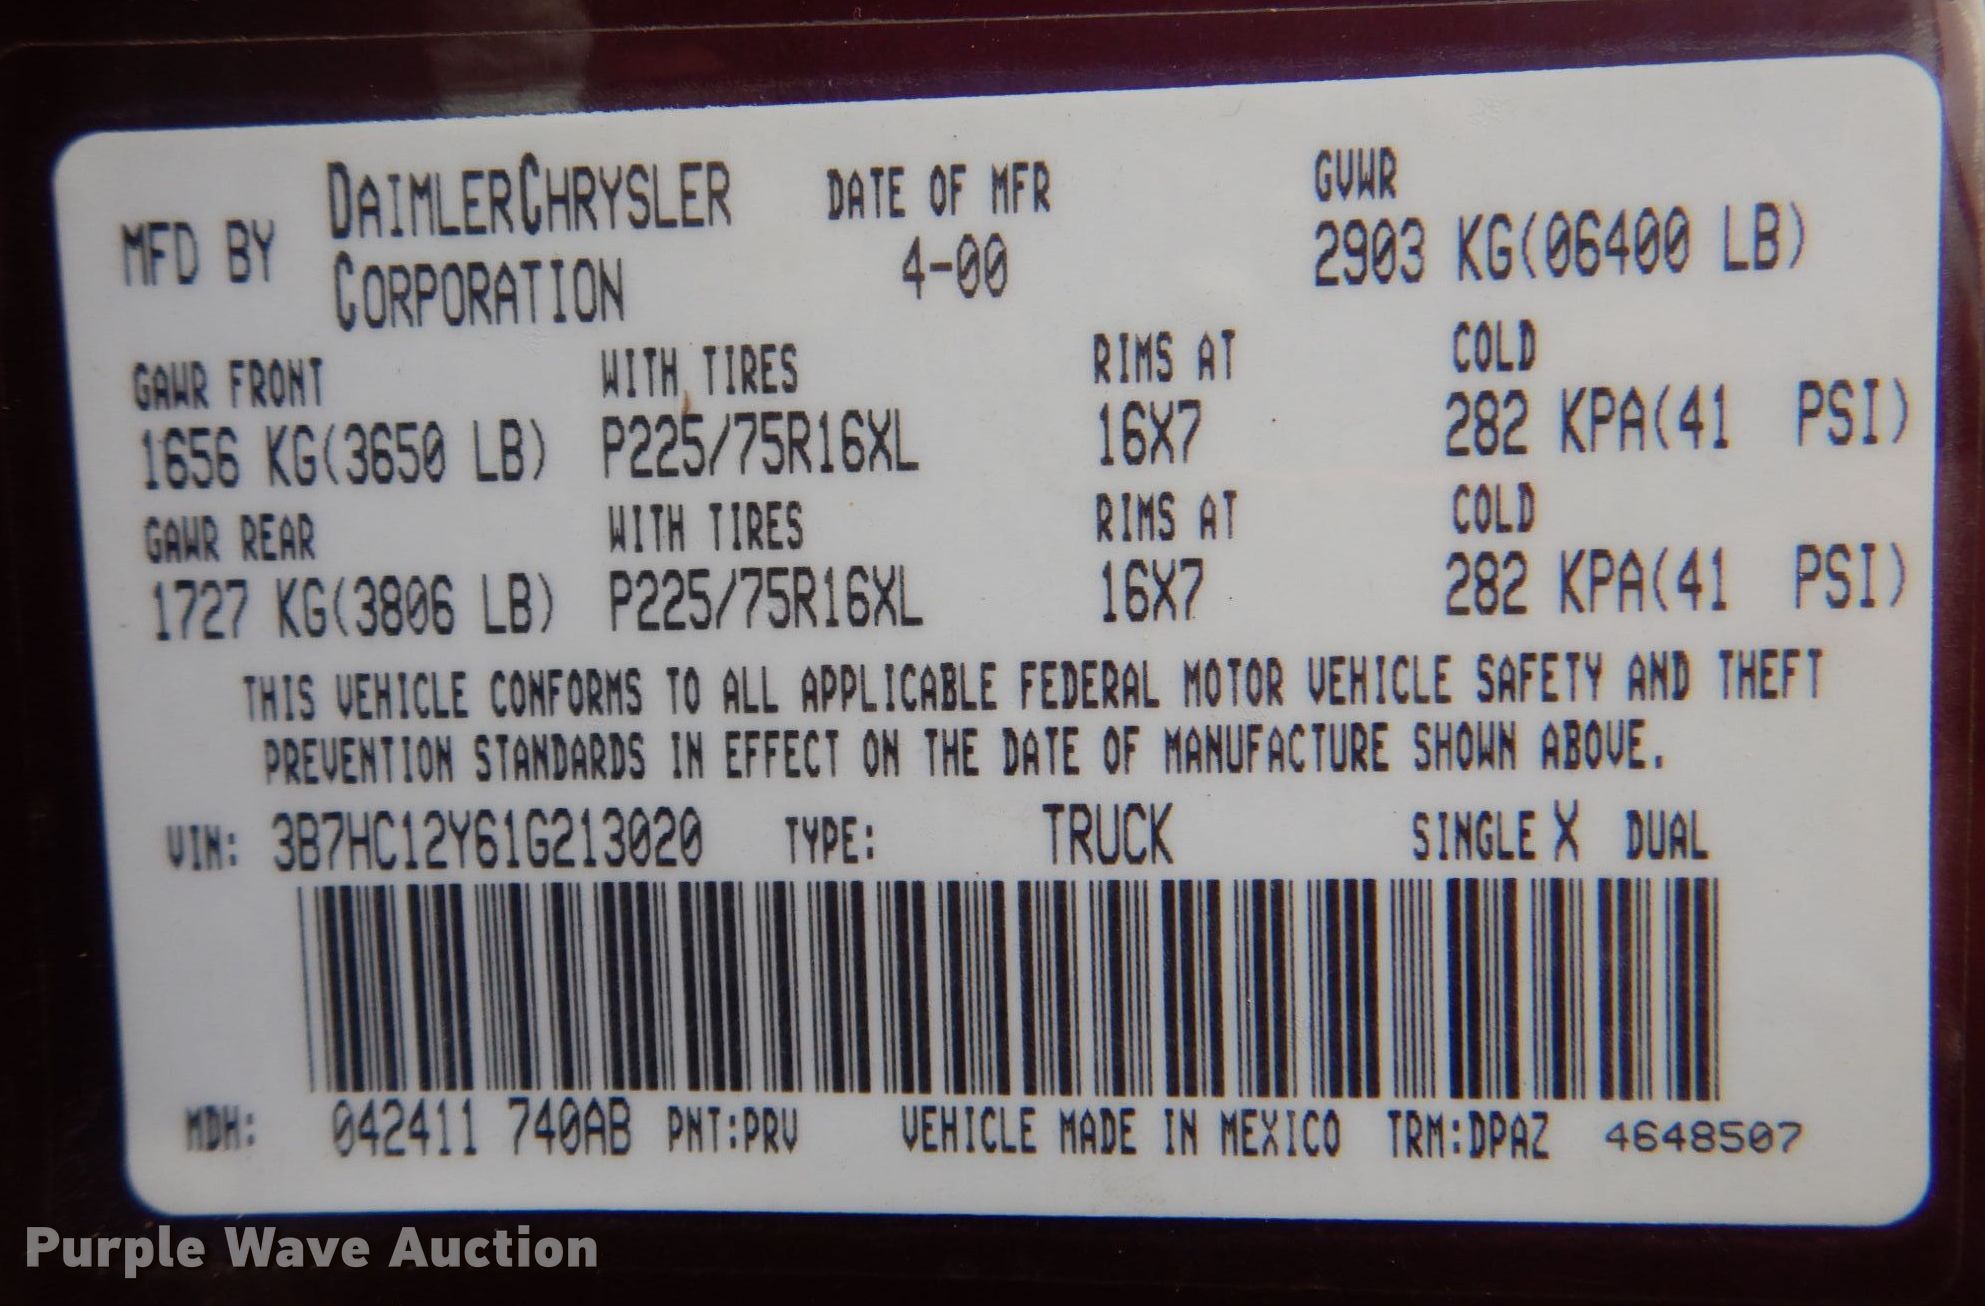 MFD BY DAIMLERCHRYSLER CORPORATION DATE OF MFR 4-00 GVWR 2903 KG(06400 LB)
GAWR FRONT WITH TIRES RIMS AT COLD
1656 KG(3650 LB) P225/75R16XL 16X7 282 KPA(41 PSI)
GAWR REAR WITH TIRES RIMS AT COLD
1727 KG(3806 LB) P225/75R16XL 16X7 282 KPA(41 PSI)
THIS VEHICLE CONFORMS TO ALL APPLICABLE FEDERAL MOTOR VEHICLE SAFETY AND THEFT
PREVENTION STANDARDS IN EFFECT ON THE DATE OF MANUFACTURE SHOWN ABOVE.
VIN: 3B7HC12Y61G213020 TYPE: TRUCK SINGLE X DUAL
MDH: 042411 740AB PNT:PRV VEHICLE MADE IN MEXICO TRM:DPAZ 4648507
Purple Wave Auction